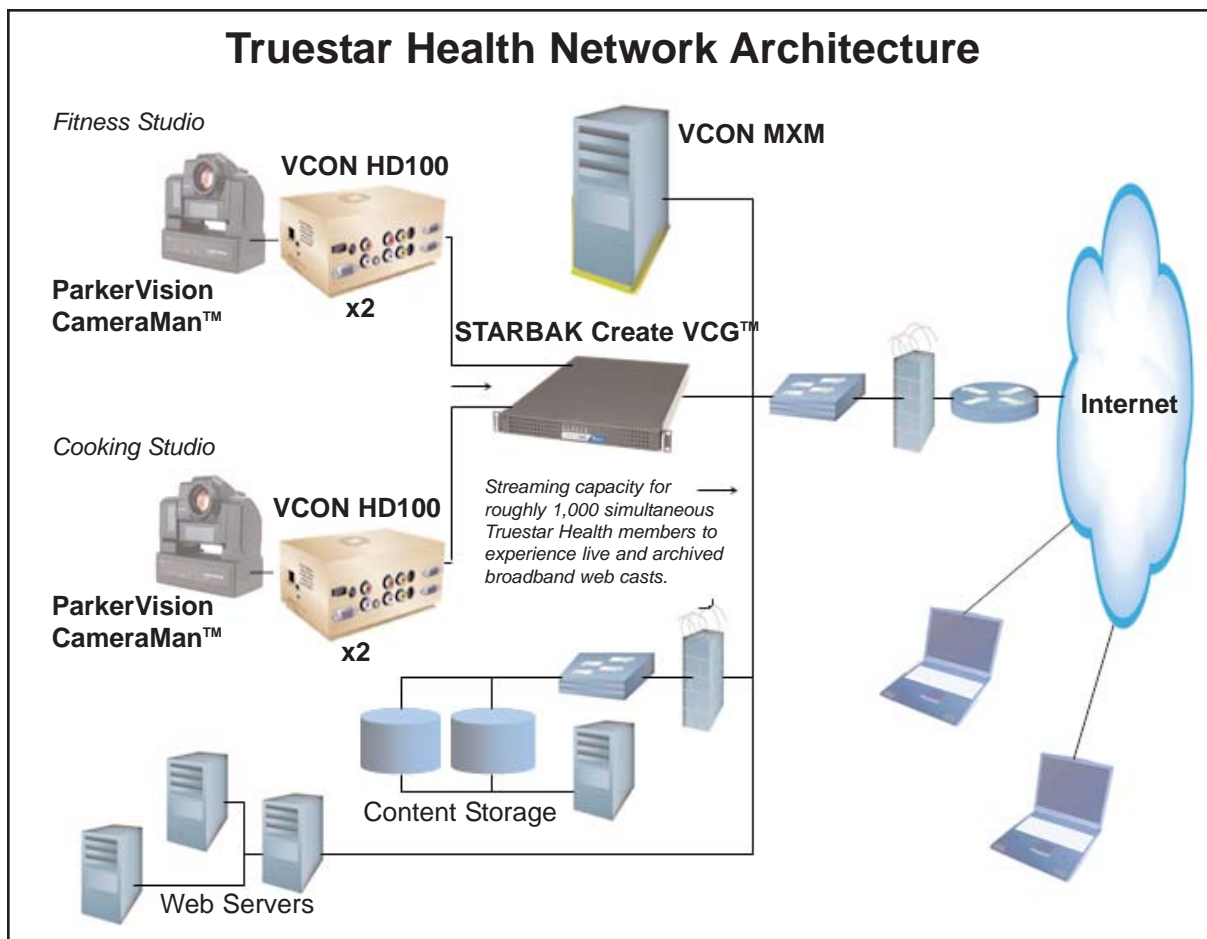 Truestar Health Network Architecture
Fitness Studio
VCON HD100
ParkerVision
CameraMan™
x2
VCON MXM
STARBAK Create VCG™
Internet
Cooking Studio
VCON HD100
ParkerVision
CameraMan™
x2
Streaming capacity for
roughly 1,000 simultaneous
Truestar Health members to
experience live and archived
broadband web casts.
Content Storage
Web Servers